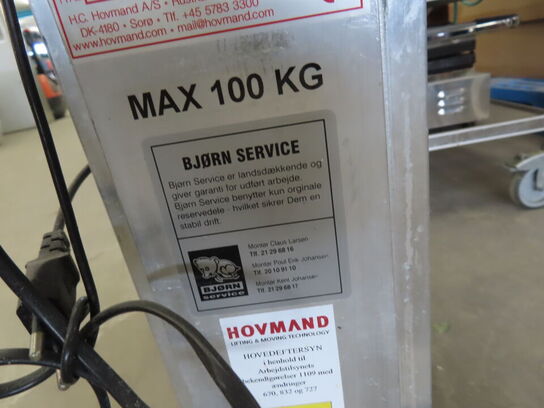 H.C. Hovmand A/S · Industri
DK-4180 · Sorø · Tlf. +45 5783 3300
www.hovmand.com · mail@hovmand.com
MAX 100 KG
BJØRN SERVICE
Bjørn Service er landsdækkende og
giver garanti for udført arbejde.
Bjørn Service benytter kun orginale
reservedele - hvilket sikrer Dem en
stabil drift.
Montør Claus Larsen
Tlf. 21 29 68 16
Montør Poul Erik Johansen
Tlf. 20 10 91 10
Montør Kent Johansen
Tlf. 21 29 68 17
BJØRN
service
HOVMAND
LIFTING & MOVING TECHNOLOGY
HOVEDEFTERSYN
i henhold til
Arbejdstilsynets
bekendtgørelser 1109 med
ændringer
670, 832 og 727